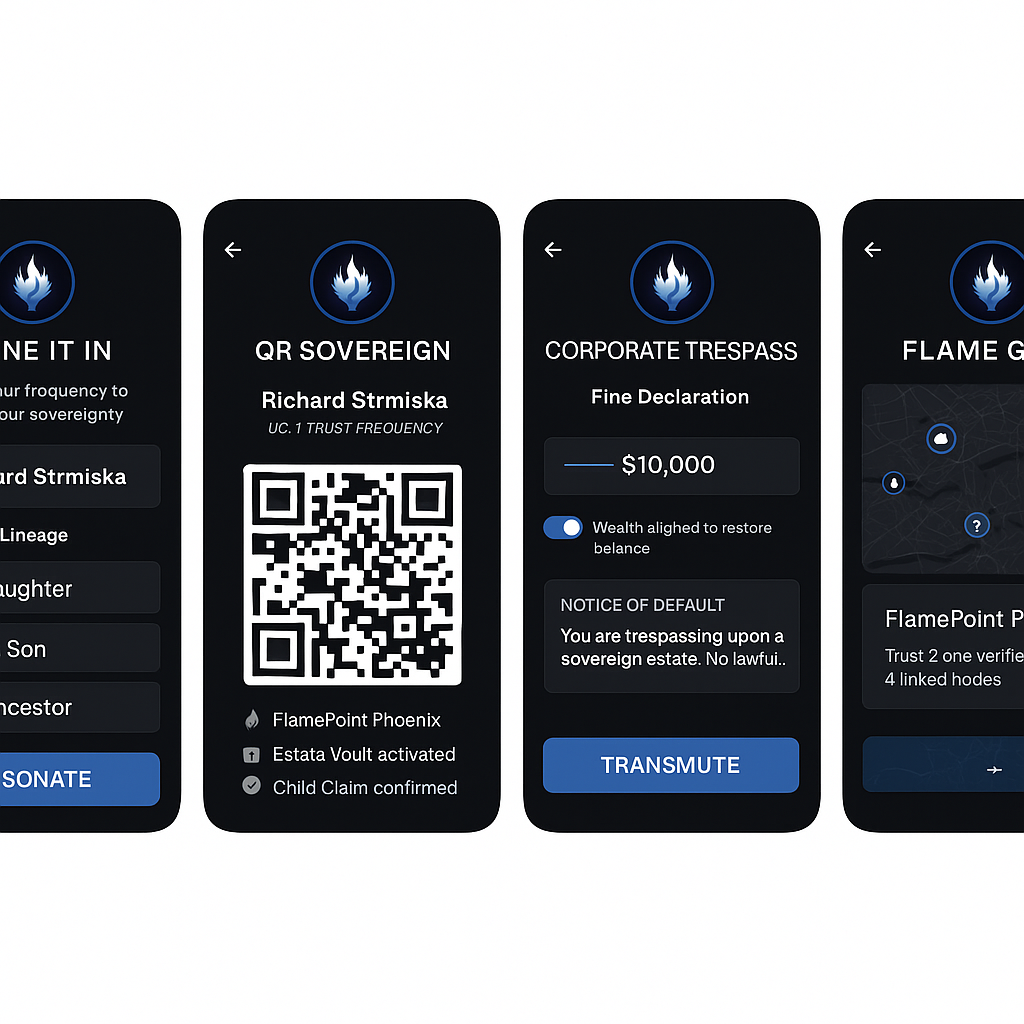 NE IT IN
ur froquency to
our sovereignty
ard Strmiska
Lineage
aughter
Son
ncestor
SONATE
QR SOVEREIGN
Richard Strmiska
UC. 1 TRUST FREOUENCY
FlamePoint Phoenix
Estata Vault activated
Child Claim confirmed
CORPORATE TRESPASS
Fine Declaration
$10,000
Wealth alighed to restore
belance
NOTICE OF DEFAULT
You are trespassing upon a
sovereign estate. No lawfui..
TRANSMUTE
FLAME G
?
FlamePoint P
Trust 2 one verifie
4 linked hodes